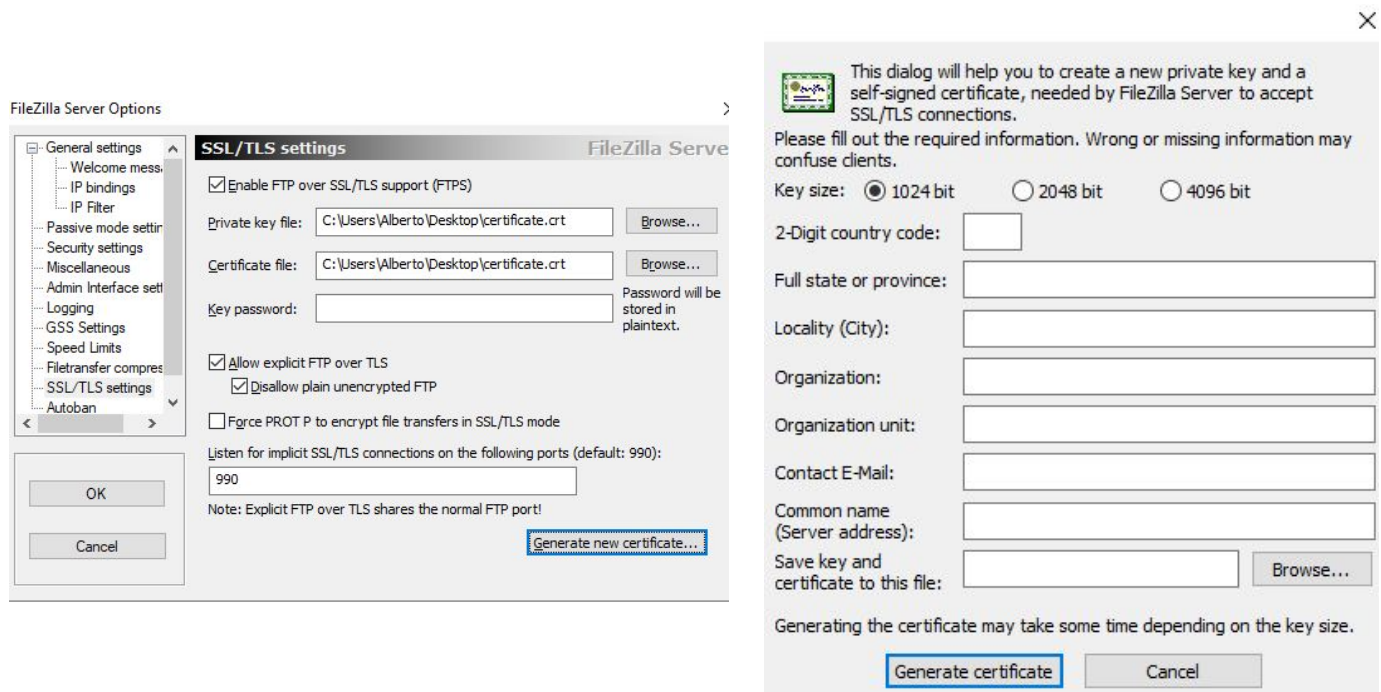 FileZilla Server Options
General settings
Welcome mess
IP bindings
IP Filter
Passive mode settin
Security settings
Miscellaneous
Admin Interface sett
Logging
GSS Settings
Speed Limits
Filetransfer compres
SSL/TLS settings
Autoban
OK
Cancel
SSL/TLS settings
FileZilla Serve
Enable FTP over SSL/TLS support (FTPS)
Private key file: C:\Users\Alberto\Desktop\certificate.crt Browse...
Certificate file: C:\Users\Alberto\Desktop\certificate.crt Browse...
Key password:
Password will be
stored in
plaintext.
Allow explicit FTP over TLS
Disallow plain unencrypted FTP
Force PROT P to encrypt file transfers in SSL/TLS mode
Listen for implicit SSL/TLS connections on the following ports (default: 990):
990
Note: Explicit FTP over TLS shares the normal FTP port!
Generate new certificate...
This dialog will help you to create a new private key and a
self-signed certificate, needed by FileZilla Server to accept
SSL/TLS connections.
Please fill out the required information. Wrong or missing information may
confuse clients.
Key size: 1024 bit 2048 bit 4096 bit
2-Digit country code:
Full state or province:
Locality (City):
Organization:
Organization unit:
Contact E-Mail:
Common name
(Server address):
Save key and
certificate to this file:
Browse...
Generating the certificate may take some time depending on the key size.
Generate certificate
Cancel